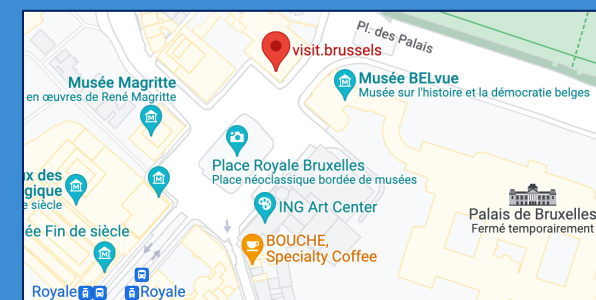 Pl. des Palais
visit.brussels
Musée Magritte
en œuvres de René Magritte
Musée BELvue
Musée sur l'histoire et la démocratie belges
Place Royale Bruxelles
Place néoclassique bordée de musées
x des
gique
e siècle
ING Art Center
Palais de Bruxelles
Fermé temporairement
ée Fin de siècle
BOUCHE,
Specialty Coffee
Royale
Royale